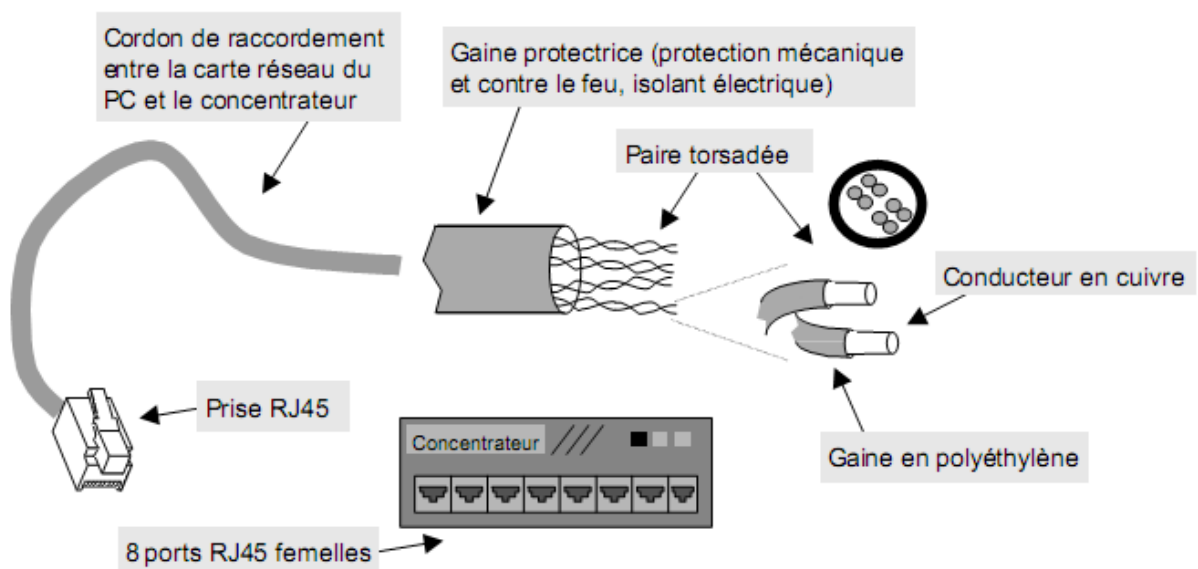 Cordon de raccordement
entre la carte réseau du
PC et le concentrateur
Gaine protectrice (protection mécanique
et contre le feu, isolant électrique)
Paire torsadée
Conducteur en cuivre
Prise RJ45
Concentrateur
Gaine en polyéthylène
8 ports RJ45 femelles